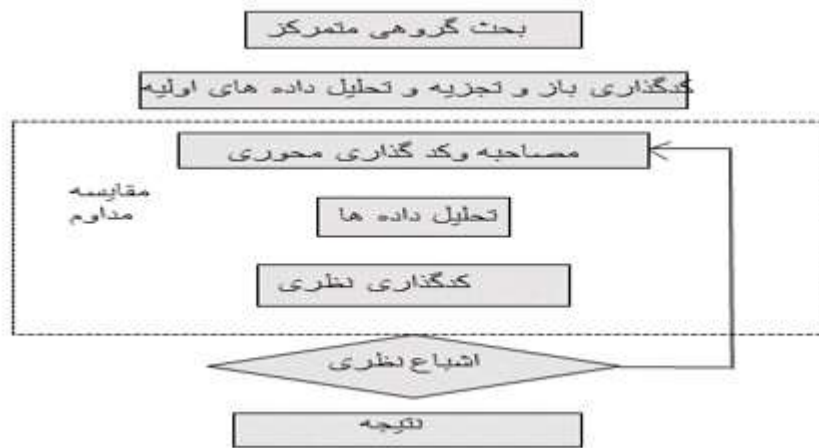 بحث گروهی متمرکز
کدگذاری باز و تجزیه و تحلیل داده های اولیه
مصاحبه وکد گذاری محوری
مقایسه
مداوم
تحلیل داده ها
کدگذاری نظری
اشباع نظری
نتیجه